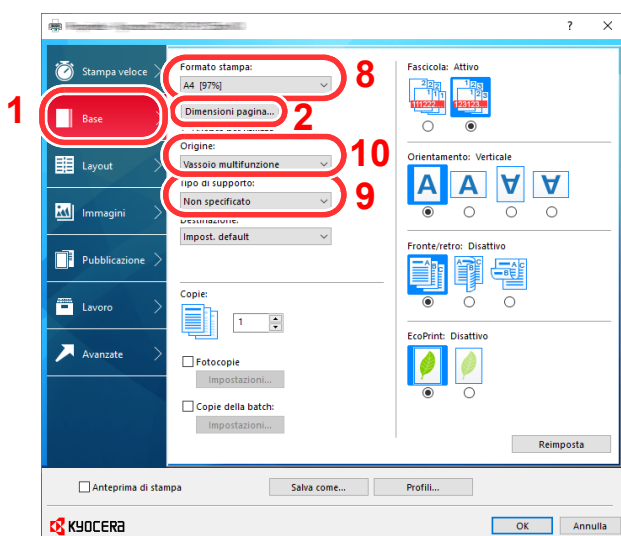 ? ×
Stampa veloce
Base
Layout
Immagini
Pubblicazione
Lavoro
Avanzate
1
Formato stampa:
A4 [97%]
8
Dimensioni pagina...
2
Origine:
Vassoio multifunzione
10
Tipo di supporto:
Non specificato
9
Destinazione:
Impost. default
Copie:
1
Fotocopie
Impostazioni...
Copie della batch:
Impostazioni...
Fascicola: Attivo
111222... 123123...
Orientamento: Verticale
A A A A
Fronte/retro: Disattivo
EcoPrint: Disattivo
Reimposta
Anteprima di stampa
Salva come...
Profili...
KYOCERA
OK
Annulla